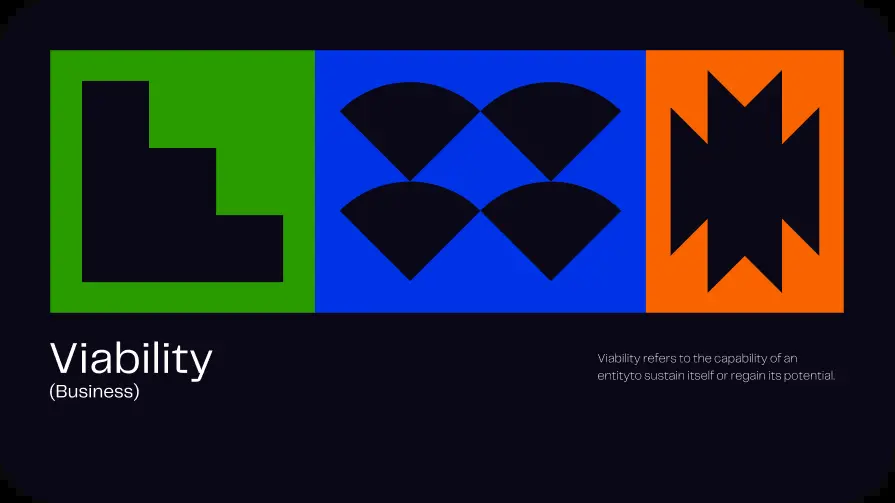 Viability
(Business)
Viability refers to the capability of an
entityto sustain itself or regain its potential.